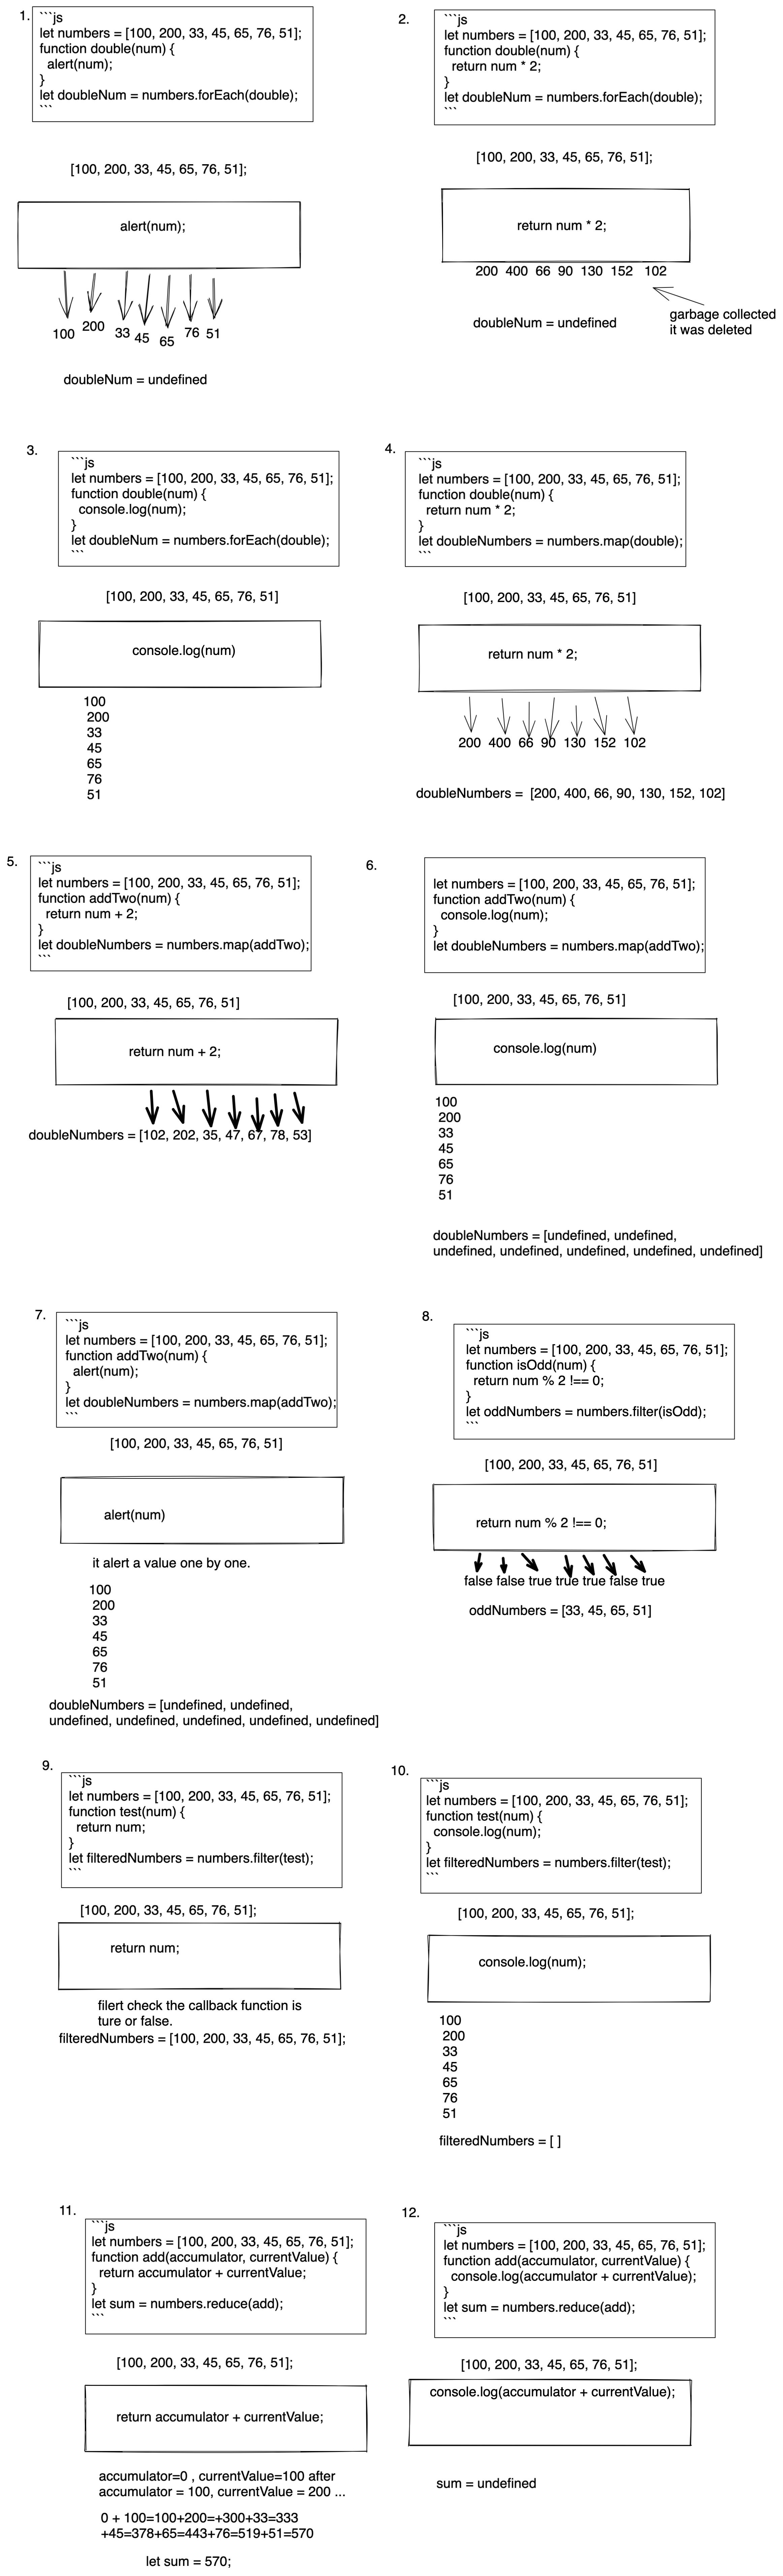 1.
```js
let numbers = [100, 200, 33, 45, 65, 76, 51];
function double(num) {
alert(num);
}
let doubleNum = numbers.forEach(double);
```
[100, 200, 33, 45, 65, 76, 51];
alert(num);
100 200 33 45 65 76 51
doubleNum = undefined
2.
```js
let numbers = [100, 200, 33, 45, 65, 76, 51];
function double(num) {
return num * 2;
}
let doubleNum = numbers.forEach(double);
```
[100, 200, 33, 45, 65, 76, 51];
return num * 2;
200 400 66 90 130 152 102
garbage collected
it was deleted
doubleNum = undefined
3.
```js
let numbers = [100, 200, 33, 45, 65, 76, 51];
function double(num) {
console.log(num);
}
let doubleNum = numbers.forEach(double);
```
[100, 200, 33, 45, 65, 76, 51]
console.log(num)
100
200
33
45
65
76
51
4.
```js
let numbers = [100, 200, 33, 45, 65, 76, 51];
function double(num) {
return num * 2;
}
let doubleNumbers = numbers.map(double);
```
[100, 200, 33, 45, 65, 76, 51]
return num * 2;
200 400 66 90 130 152 102
doubleNumbers = [200, 400, 66, 90, 130, 152, 102]
5.
```js
let numbers = [100, 200, 33, 45, 65, 76, 51];
function addTwo(num) {
return num + 2;
}
let doubleNumbers = numbers.map(addTwo);
```
[100, 200, 33, 45, 65, 76, 51]
return num + 2;
doubleNumbers = [102, 202, 35, 47, 67, 78, 53]
6.
let numbers = [100, 200, 33, 45, 65, 76, 51];
function addTwo(num) {
console.log(num);
}
let doubleNumbers = numbers.map(addTwo);
[100, 200, 33, 45, 65, 76, 51]
console.log(num)
100
200
33
45
65
76
51
doubleNumbers = [undefined, undefined,
undefined, undefined, undefined, undefined, undefined]
7.
```js
let numbers = [100, 200, 33, 45, 65, 76, 51];
function addTwo(num) {
alert(num);
}
let doubleNumbers = numbers.map(addTwo);
```
[100, 200, 33, 45, 65, 76, 51]
alert(num)
it alert a value one by one.
100
200
33
45
65
76
51
doubleNumbers = [undefined, undefined,
undefined, undefined, undefined, undefined, undefined]
8.
```js
let numbers = [100, 200, 33, 45, 65, 76, 51];
function isOdd(num) {
return num % 2 !== 0;
}
let oddNumbers = numbers.filter(isOdd);
```
[100, 200, 33, 45, 65, 76, 51]
return num % 2 !== 0;
false false true true true false true
oddNumbers = [33, 45, 65, 51]
9.
```js
let numbers = [100, 200, 33, 45, 65, 76, 51];
function test(num) {
return num;
}
let filteredNumbers = numbers.filter(test);
```
[100, 200, 33, 45, 65, 76, 51];
return num;
filert check the callback function is
ture or false.
filteredNumbers = [100, 200, 33, 45, 65, 76, 51];
10.
```js
let numbers = [100, 200, 33, 45, 65, 76, 51];
function test(num) {
console.log(num);
}
let filteredNumbers = numbers.filter(test);
```
[100, 200, 33, 45, 65, 76, 51];
console.log(num);
100
200
33
45
65
76
51
filteredNumbers = [ ]
11.
```js
let numbers = [100, 200, 33, 45, 65, 76, 51];
function add(accumulator, currentValue) {
return accumulator + currentValue;
}
let sum = numbers.reduce(add);
```
[100, 200, 33, 45, 65, 76, 51];
return accumulator + currentValue;
accumulator=0 , currentValue=100 after
accumulator = 100, currentValue = 200 ...
0 + 100=100+200=+300+33=333
+45=378+65=443+76=519+51=570
let sum = 570;
12.
```js
let numbers = [100, 200, 33, 45, 65, 76, 51];
function add(accumulator, currentValue) {
console.log(accumulator + currentValue);
}
let sum = numbers.reduce(add);
```
[100, 200, 33, 45, 65, 76, 51];
console.log(accumulator + currentValue);
sum = undefined